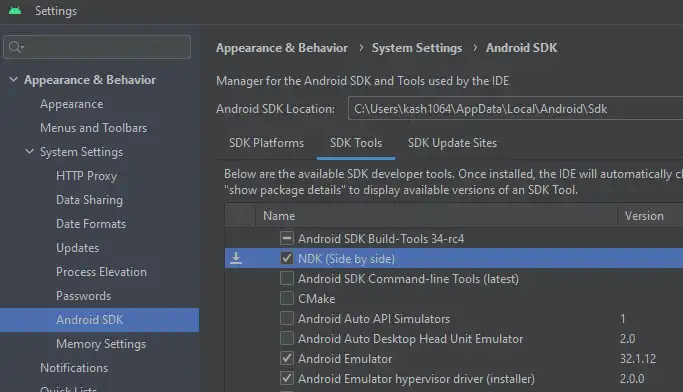 Settings
Appearance & Behavior
Appearance
Menus and Toolbars
System Settings
HTTP Proxy
Data Sharing
Date Formats
Updates
Process Elevation
Passwords
Android SDK
Memory Settings
Notifications
Quick Lists
Appearance & Behavior › System Settings › Android SDK
Manager for the Android SDK and Tools used by the IDE
Android SDK Location: C:\Users\kash1064\AppData\Local\Android\Sdk
SDK Platforms SDK Tools SDK Update Sites
Below are the available SDK developer tools. Once installed, the IDE will automatically c
"show package details" to display available versions of an SDK Tool.
Name Version
Android SDK Build-Tools 34-rc4
NDK (Side by side)
Android SDK Command-line Tools (latest)
CMake
Android Auto API Simulators 1
Android Auto Desktop Head Unit Emulator 2.0
Android Emulator 32.1.12
Android Emulator hypervisor driver (installer) 2.0.0